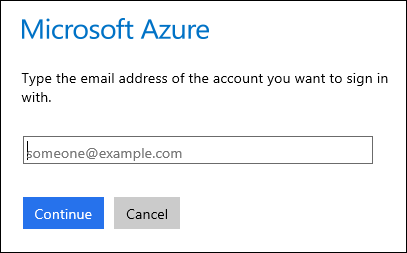 Microsoft Azure
Type the email address of the account you want to sign in
with.
someone@example.com
Continue
Cancel